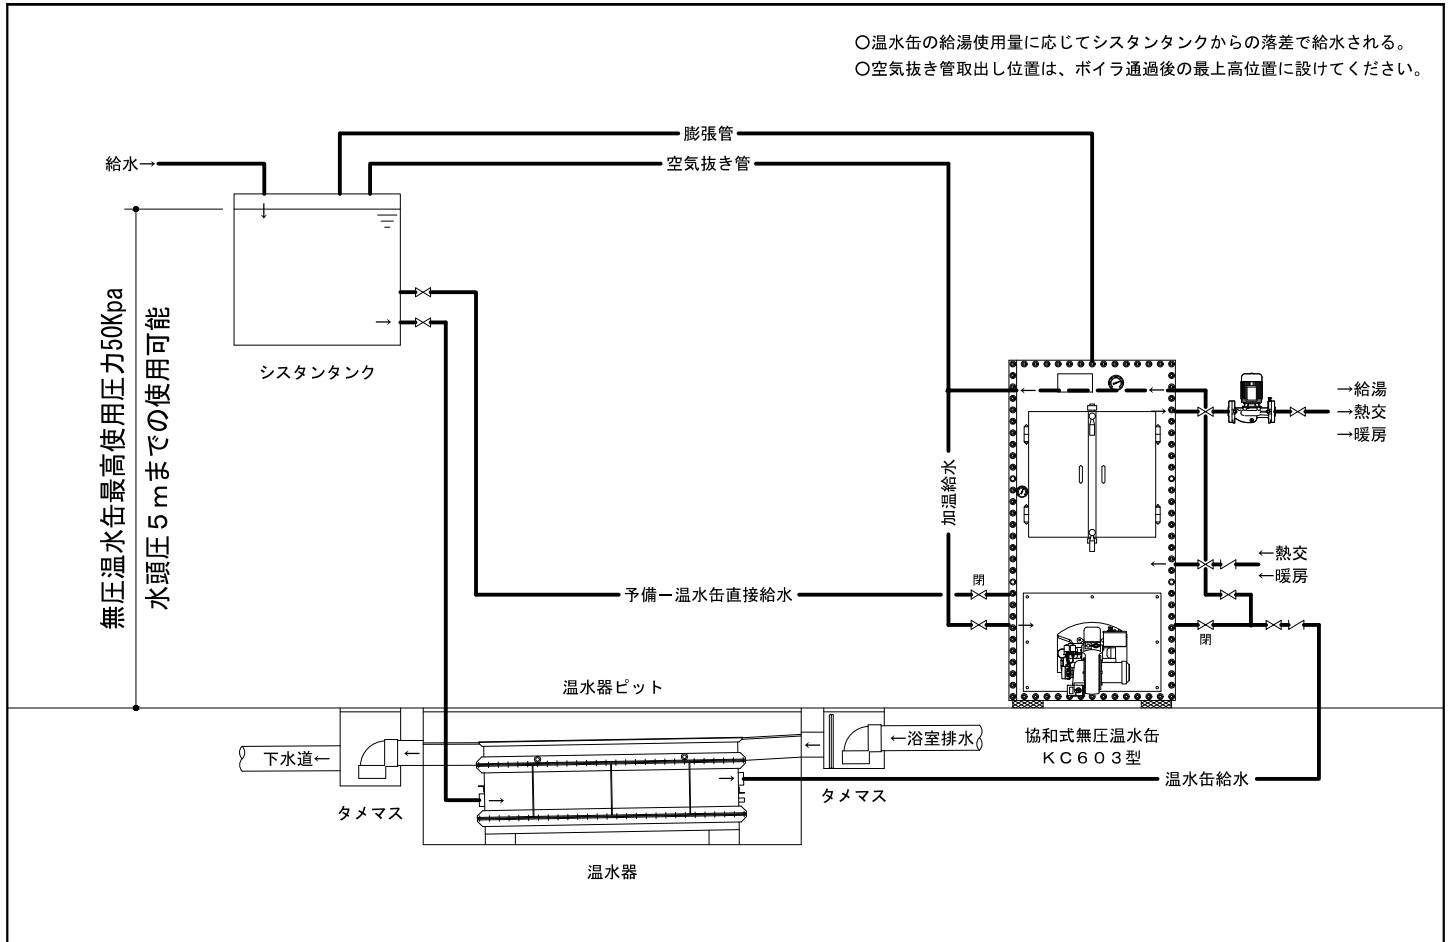 ○温水缶の給湯使用量に応じてシスタンタンクからの落差で給水される。
○空気抜き管取出し位置は、ボイラ通過後の最上高位置に設けてください。
膨張管
給水→
空気抜き管
無圧温水缶最高使用圧力50Kpa
水頭圧5mまでの使用可能
シスタンタンク
→給湯
→熱交
→暖房
加温給水
←熱交
←暖房
閉
予備ー温水缶直接給水
閉
温水器ピット
協和式無圧温水缶
KC603型
下水道←
←浴室排水
温水缶給水
タメマス
タメマス
温水器